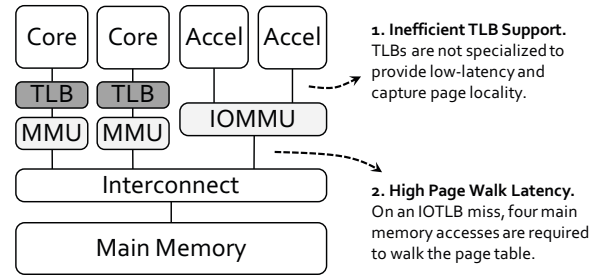 Core Core Accel Accel
TLB TLB
MMU MMU
IOMMU
Interconnect
Main Memory
1. Inefficient TLB Support.
TLBs are not specialized to
provide low-latency and
capture page locality.
2. High Page Walk Latency.
On an IOTLB miss, four main
memory accesses are required
to walk the page table.